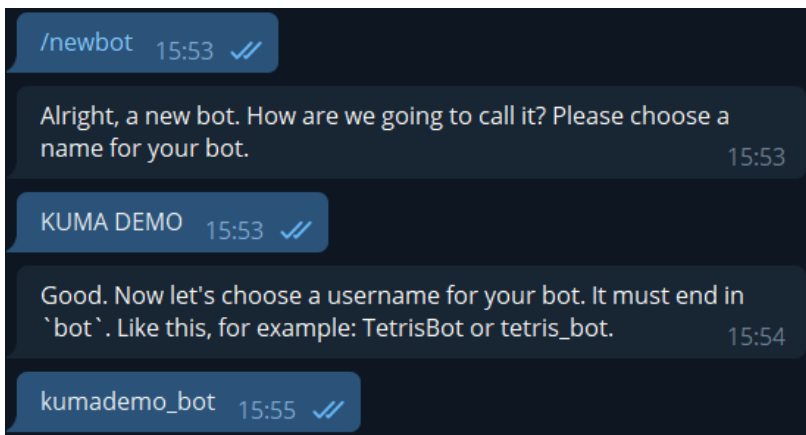 /newbot 15:53
Alright, a new bot. How are we going to call it? Please choose a
name for your bot.
15:53
KUMA DEMO 15:53
Good. Now let's choose a username for your bot. It must end in
`bot`. Like this, for example: TetrisBot or tetris_bot.
15:54
kumademo_bot 15:55